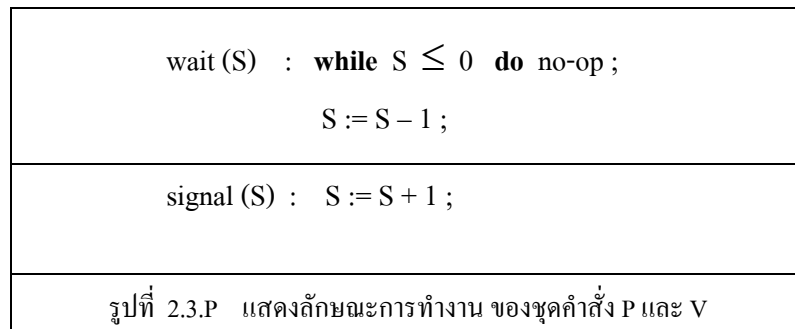 wait (S) : while S ≤ 0 do no-op ;
S := S – 1 ;
signal (S) : S := S + 1 ;
รูปที่ 2.3.P แสดงลักษณะการทำงาน ของชุดคำสั่ง P และ V